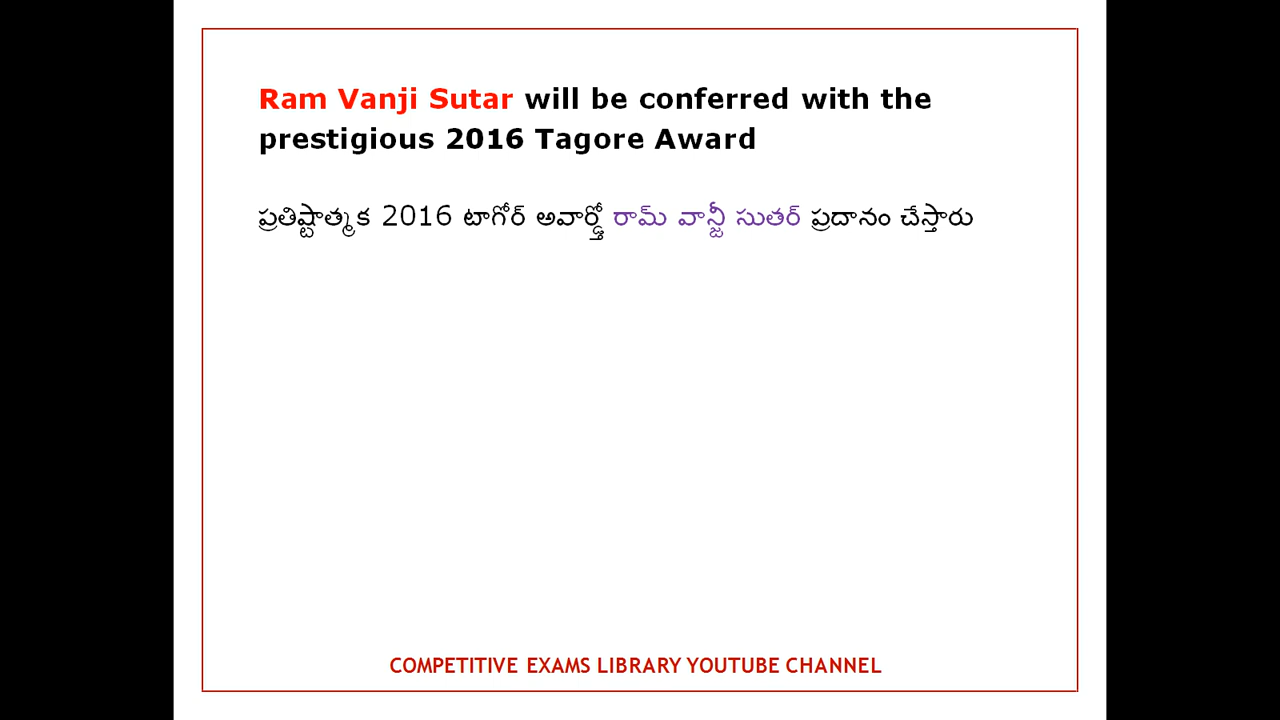 Ram Vanji Sutar will be conferred with the
prestigious 2016 Tagore Award
ప్రతిష్టాత్మక 2016 టాగోర్ అవార్డ్తో రామ్ వాన్జీ సుతర్ ప్రదానం చేస్తారు
COMPETITIVE EXAMS LIBRARY YOUTUBE CHANNEL